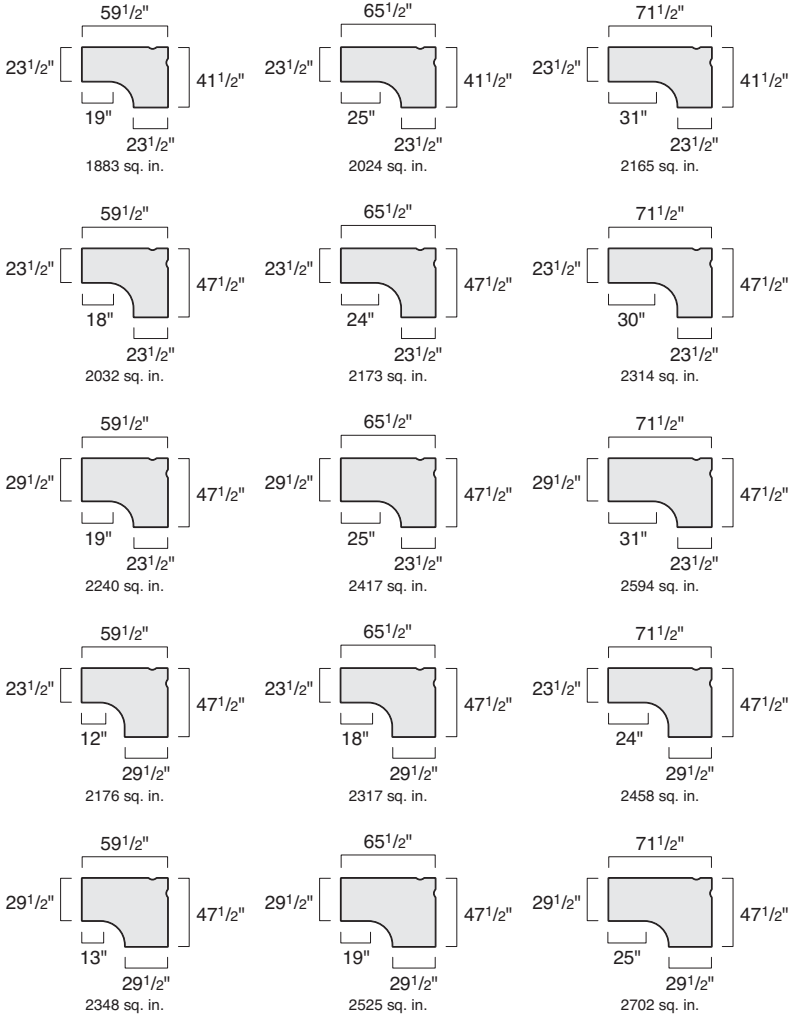 59 1/2" 65 1/2" 71 1/2"
23 1/2" 41 1/2" 23 1/2" 41 1/2" 23 1/2" 41 1/2"
19" 25" 31"
23 1/2" 23 1/2" 23 1/2"
1883 sq. in. 2024 sq. in. 2165 sq. in.
59 1/2" 65 1/2" 71 1/2"
23 1/2" 47 1/2" 23 1/2" 47 1/2" 23 1/2" 47 1/2"
18" 24" 30"
23 1/2" 23 1/2" 23 1/2"
2032 sq. in. 2173 sq. in. 2314 sq. in.
59 1/2" 65 1/2" 71 1/2"
29 1/2" 47 1/2" 29 1/2" 47 1/2" 29 1/2" 47 1/2"
19" 25" 31"
23 1/2" 23 1/2" 23 1/2"
2240 sq. in. 2417 sq. in. 2594 sq. in.
59 1/2" 65 1/2" 71 1/2"
23 1/2" 47 1/2" 23 1/2" 47 1/2" 23 1/2" 47 1/2"
12" 18" 24"
29 1/2" 29 1/2" 29 1/2"
2176 sq. in. 2317 sq. in. 2458 sq. in.
59 1/2" 65 1/2" 71 1/2"
29 1/2" 47 1/2" 29 1/2" 47 1/2" 29 1/2" 47 1/2"
13" 19" 25"
29 1/2" 29 1/2" 29 1/2"
2348 sq. in. 2525 sq. in. 2702 sq. in.